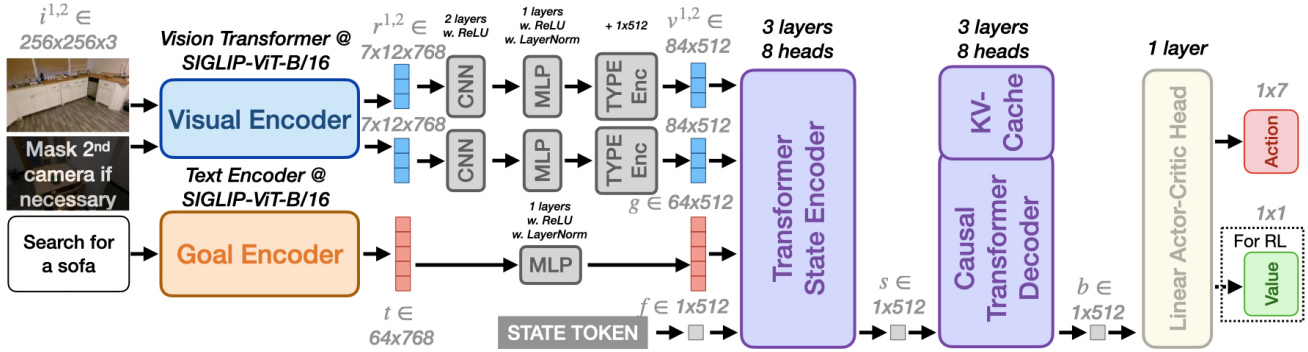 i^{1,2} ∈
256x256x3
Mask 2nd
camera if
necessary
Search for
a sofa
Vision Transformer @
SIGLIP-ViT-B/16
Visual Encoder
Text Encoder @
SIGLIP-ViT-B/16
Goal Encoder
r^{1,2} ∈
7x12x768
7x12x768
t ∈
64x768
2 layers
w. ReLU
CNN
CNN
1 layers
w. ReLU
w. LayerNorm
MLP
MLP
+ 1x512
TYPE
Enc
TYPE
Enc
1 layers
w. ReLU
w. LayerNorm
MLP
v^{1,2} ∈
84x512
84x512
g ∈ 64x512
f ∈ 1x512
STATE TOKEN
3 layers
8 heads
Transformer
State Encoder
s ∈
1x512
3 layers
8 heads
KV-
Cache
Causal
Transformer
Decoder
b ∈
1x512
1 layer
Linear Actor-Critic Head
1x7
Action
1x1
For RL
Value